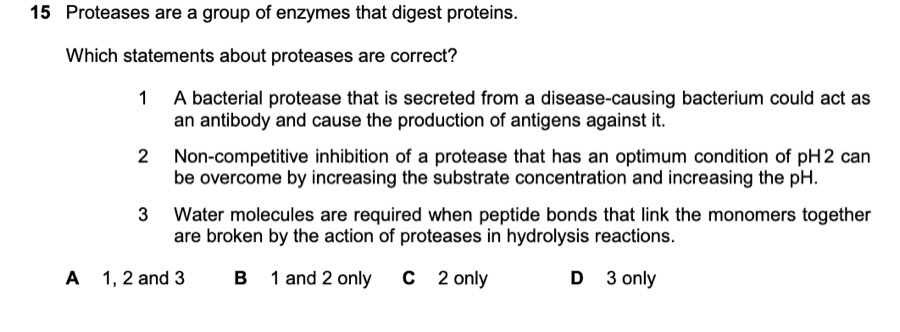 15 Proteases are a group of enzymes that digest proteins.
Which statements about proteases are correct?
1 A bacterial protease that is secreted from a disease-causing bacterium could act as
an antibody and cause the production of antigens against it.
2 Non-competitive inhibition of a protease that has an optimum condition of pH2 can
be overcome by increasing the substrate concentration and increasing the pH.
3 Water molecules are required when peptide bonds that link the monomers together
are broken by the action of proteases in hydrolysis reactions.
A 1, 2 and 3 B 1 and 2 only C 2 only D 3 only